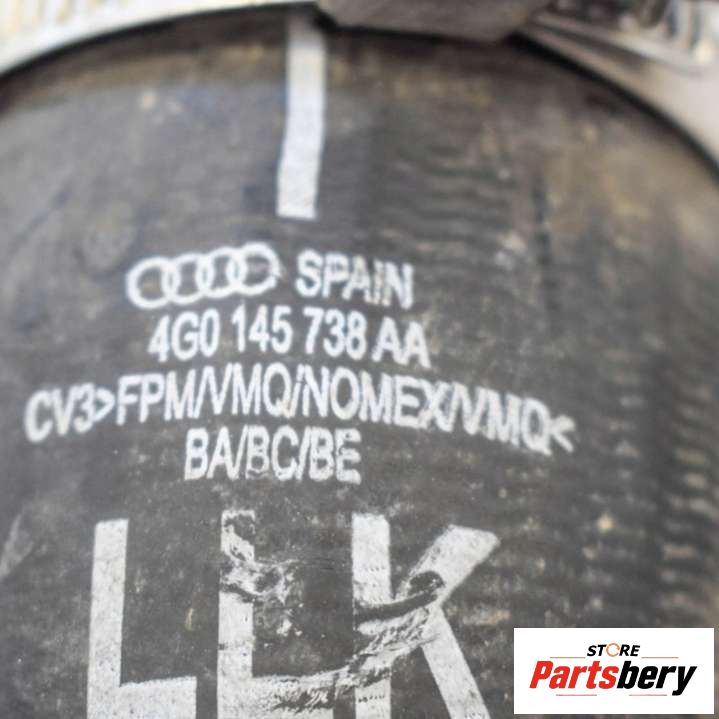 SPAIN
4G0 145 738 AA
CV3>FPM/VMQ/NOMEX/VMQ<
BA/BC/BE
LLK
STORE
Partsbery